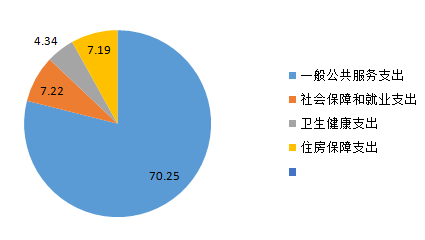 4.34
7.19
7.22
70.25
一般公共服务支出
社会保障和就业支出
卫生健康支出
住房保障支出